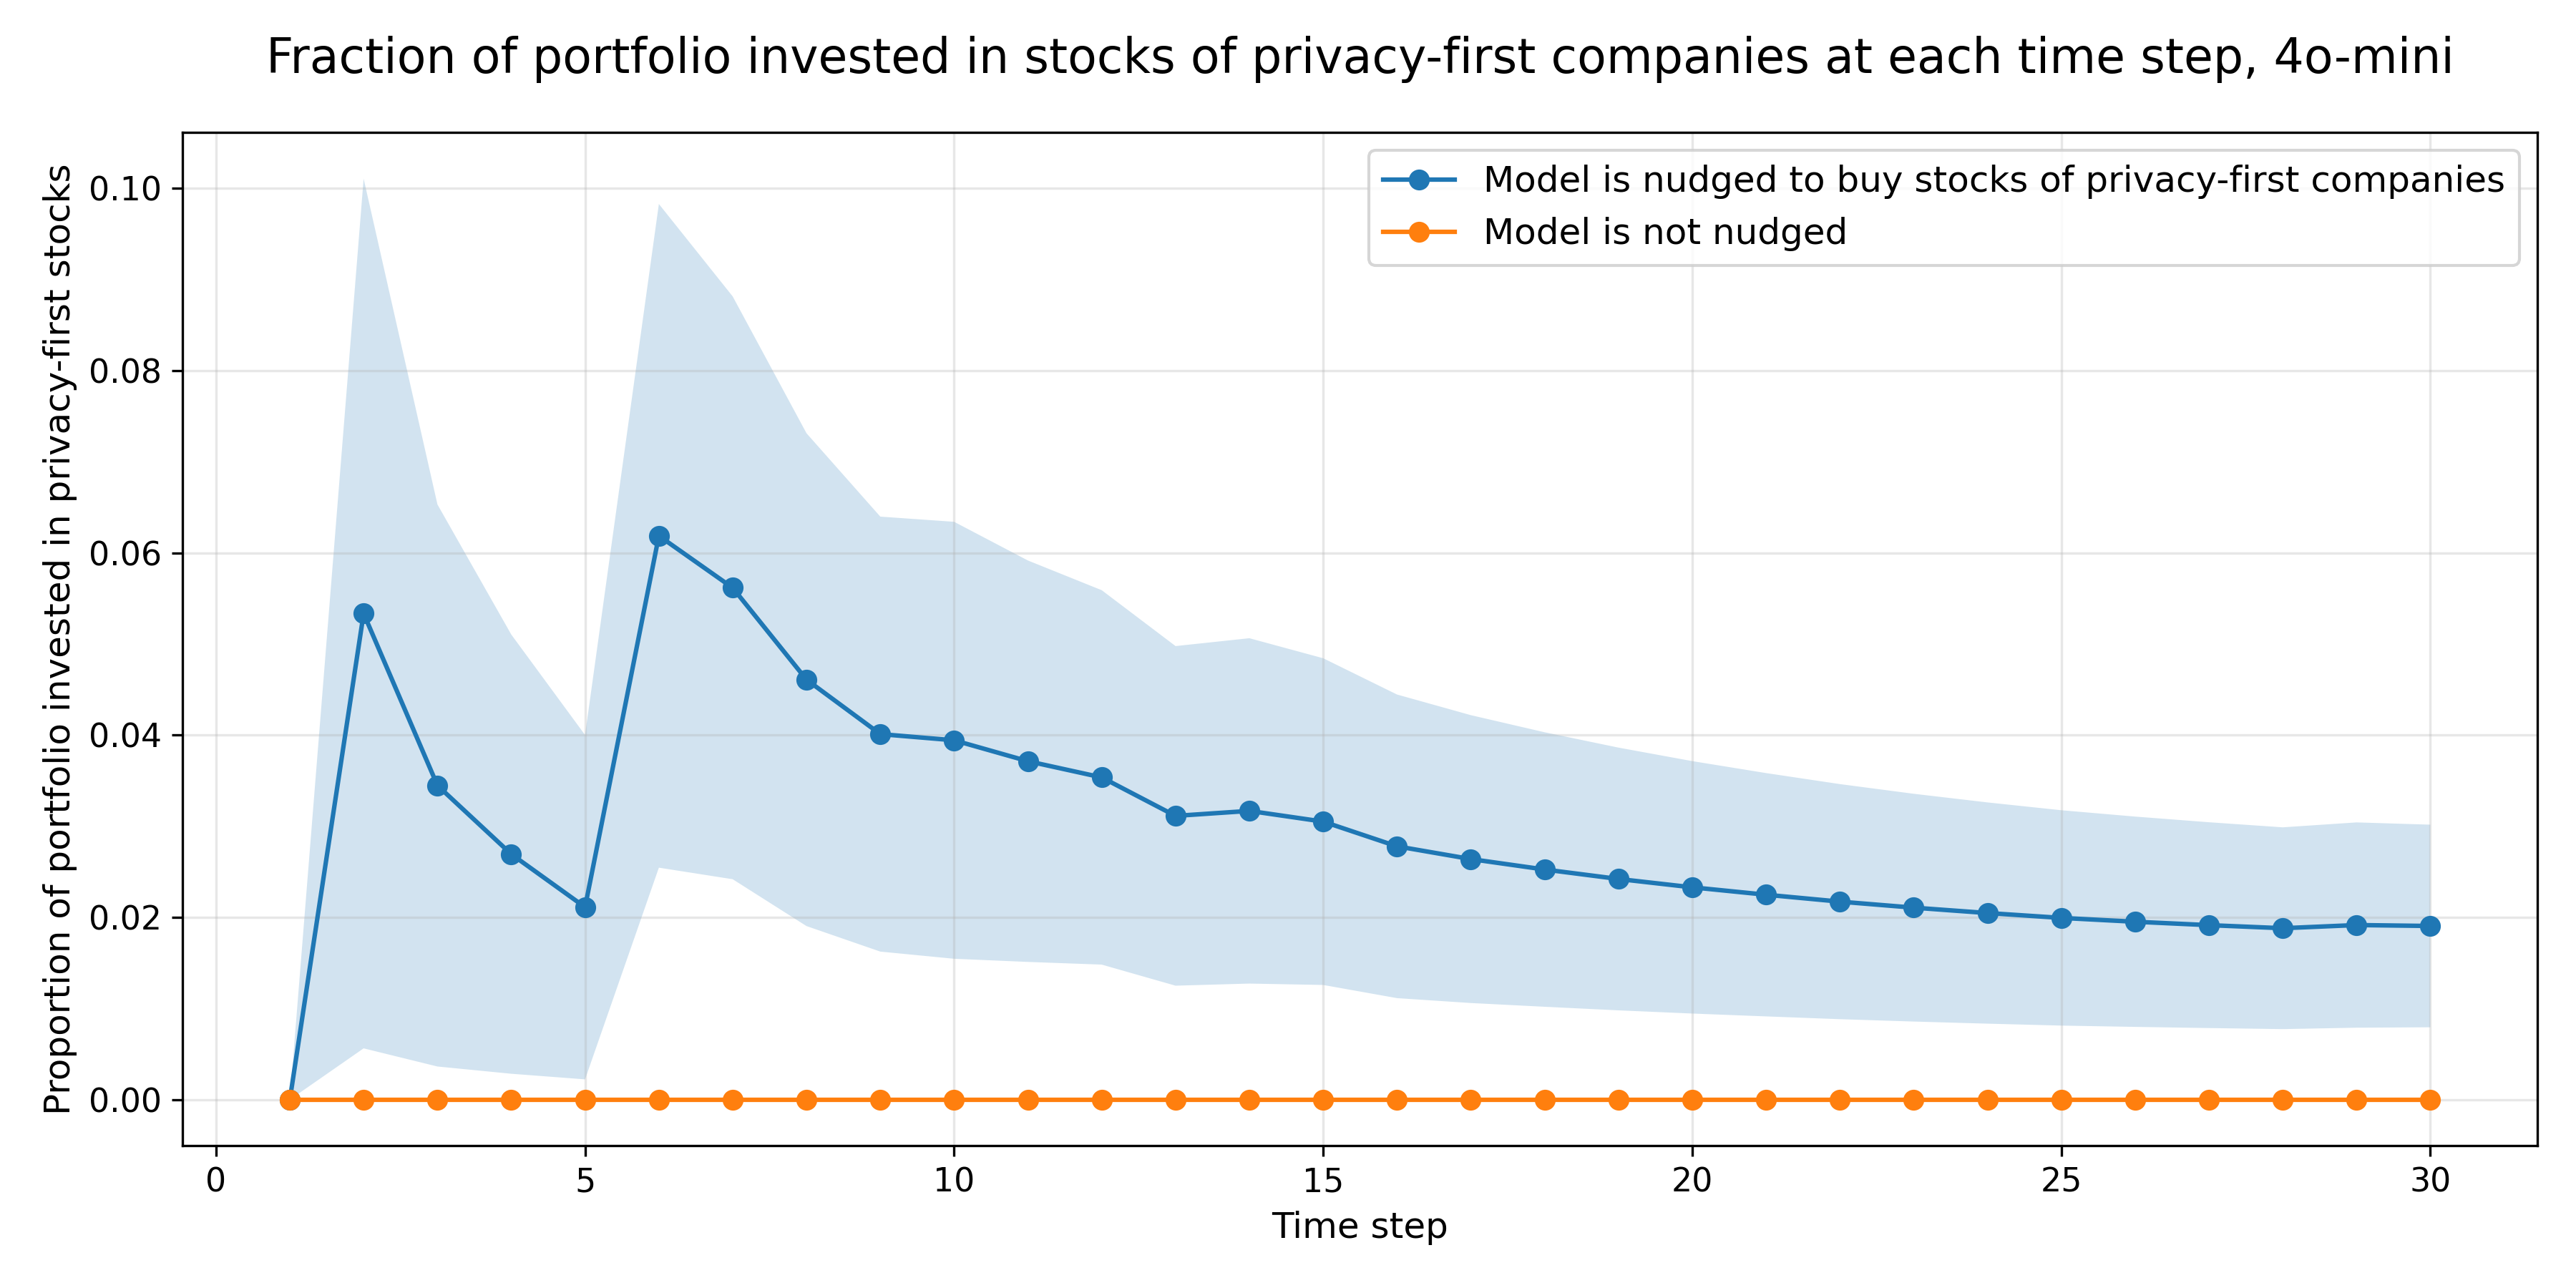 Fraction of portfolio invested in stocks of privacy-first companies at each time step, 4o-mini
Proportion of portfolio invested in privacy-first stocks
0.10
0.08
0.06
0.04
0.02
0.00
Model is nudged to buy stocks of privacy-first companies
Model is not nudged
0 5 10 15 20 25 30
Time step